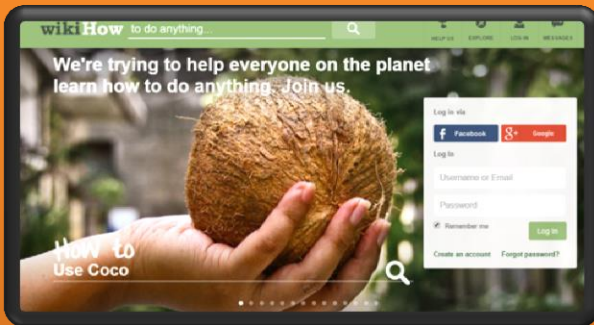 wikiHow to do anything...
HELP US EXPLORE LOG IN MESSAGES
We're trying to help everyone on the planet
learn how to do anything. Join us.
Log in via
f Facebook
g+ Google
Log In
Username or Email
Password
Remember me
Log in
Create an account Forgot password?
How to
Use Coco